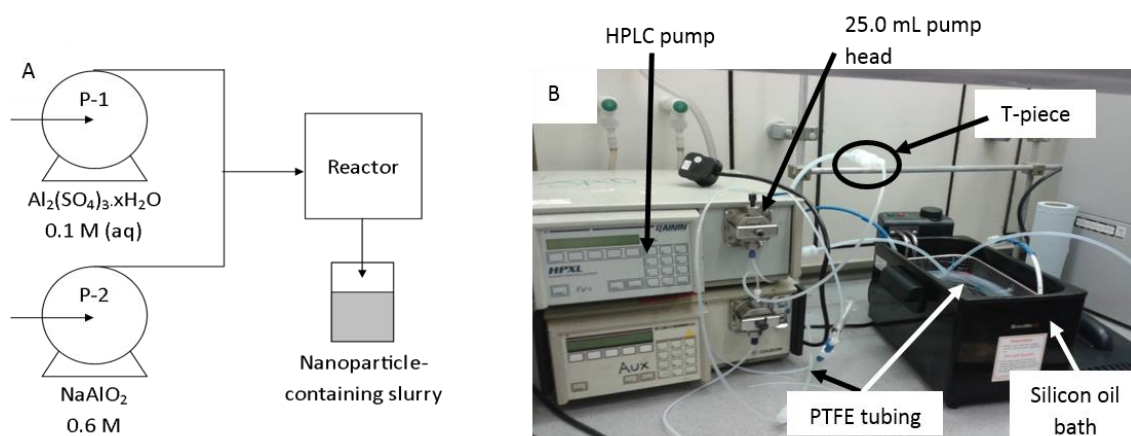 A
P-1
Al₂(SO₄)₃.xH₂O
0.1 M (aq)
P-2
NaAlO₂
0.6 M
Reactor
Nanoparticle-
containing slurry
B
HPLC pump
25.0 mL pump
head
T-piece
RAININ
HPXL
Aux
PTFE tubing
Silicon oil
bath